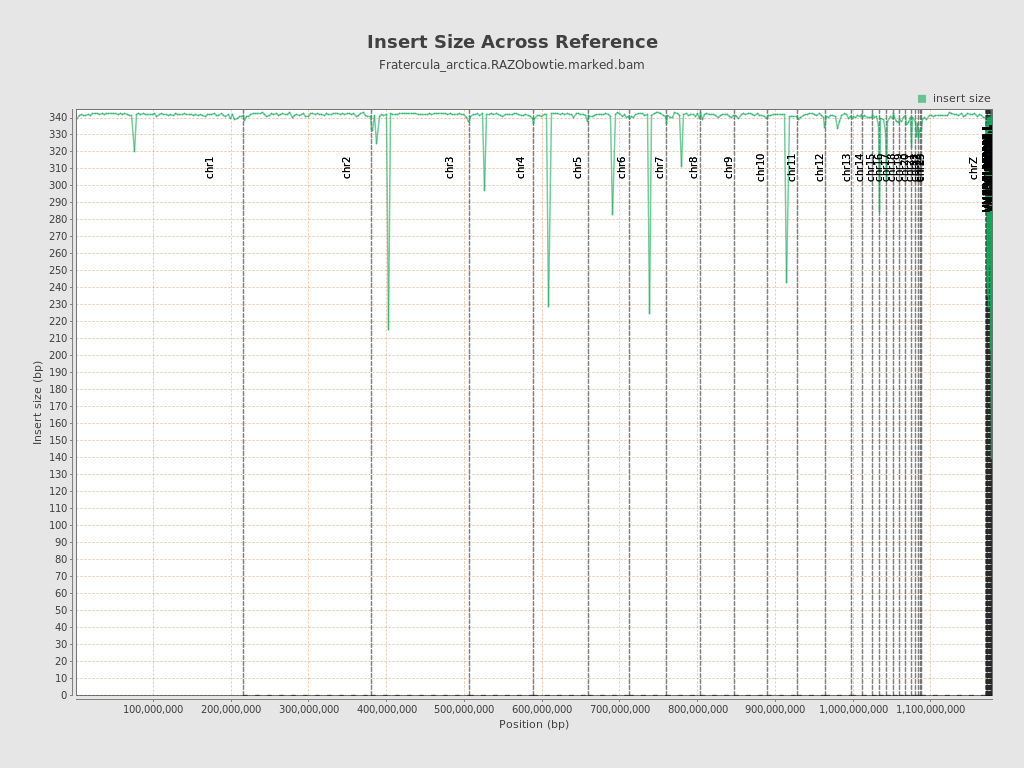 Insert Size Across Reference
Fratercula_arctica.RAZObowtie.marked.bam
insert size
340
330
320
310
300
290
280
270
260
250
240
230
220
210
200
190
180
170
160
150
140
130
120
110
100
90
80
70
60
50
40
30
20
10
0
Insert size (bp)
chr1
chr2
chr3
chr4
chr5
chr6
chr7
chr8
chr9
chr10
chr11
chr12
chr13
chr14
chr15
chrZ
100,000,000
200,000,000
300,000,000
400,000,000
500,000,000
600,000,000
700,000,000
800,000,000
900,000,000
1,000,000,000
1,100,000,000
Position (bp)